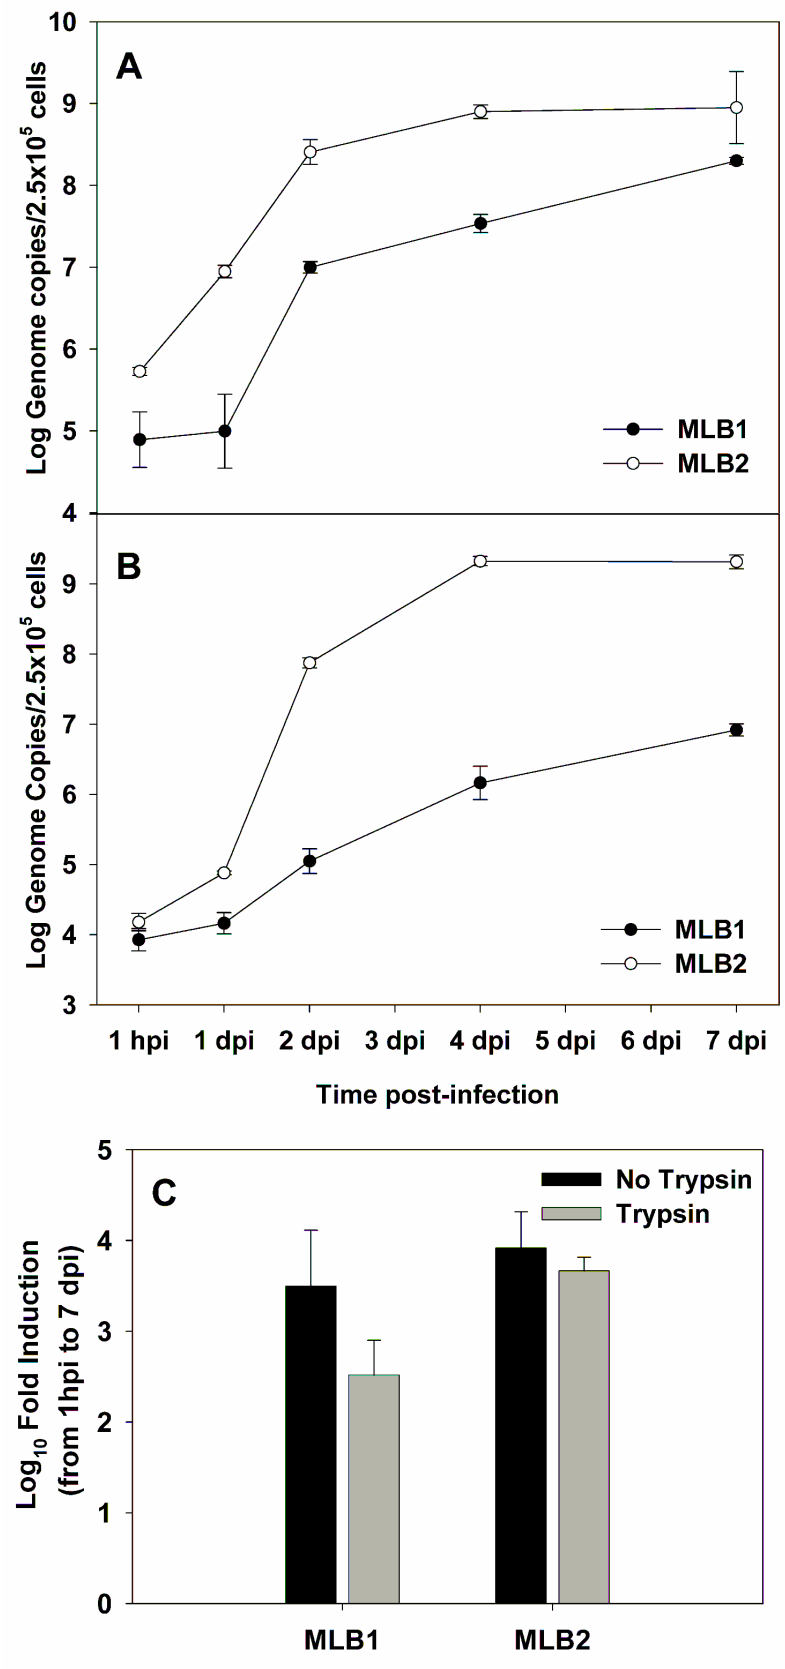 10
A
9
8
7
6
5
4
Log Genome copies/2.5x10⁵ cells
MLB1
MLB2
B
9
8
7
6
5
4
3
Log Genome Copies/2.5x10⁵ cells
MLB1
MLB2
1 hpi 1 dpi 2 dpi 3 dpi 4 dpi 5 dpi 6 dpi 7 dpi
Time post-infection
5
C
4
3
2
1
0
Log₁₀ Fold Induction
(from 1hpi to 7 dpi)
No Trypsin
Trypsin
MLB1 MLB2